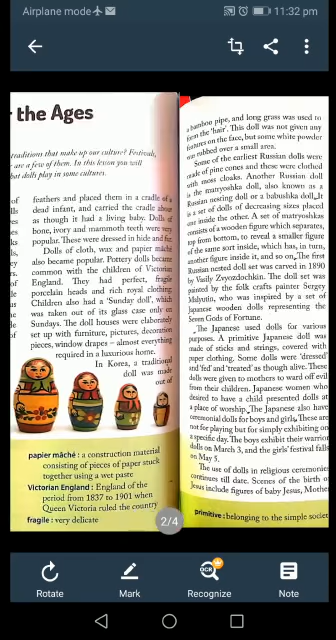 Airplane mode
11:32 pm
the Ages
traditions that make up our culture? Festivals,
are a few of them. In this lesson you will
that dolls play in some cultures.
feathers and placed them in a cradle of a
dead infant, and carried the cradle about
as though it had a living baby. Dolls of
bone, ivory and mammoth teeth were very
popular. These were dressed in hide and fur.
Dolls of cloth, wax and papier mâché
also became popular. Pottery dolls became
common with the children of Victorian
England. They had perfect, fragile
porcelain heads and rich royal clothing.
Children also had a 'Sunday doll', which
was taken out of its glass case only on
Sundays. The doll houses were elaborately
set up with furniture, pictures, decoration
pieces, window drapes – almost everything
required in a luxurious home.
In Korea, a traditional
doll was made
out of
papier mâché : a construction material
consisting of pieces of paper stuck
together using a wet paste
Victorian England : England of the
period from 1837 to 1901 when
Queen Victoria ruled the country
fragile : very delicate
a bamboo pipe, and long grass was used to
form the 'hair'. This doll was not given any
features on the face, but some white powder
was rubbed over a small area.
Some of the earliest Russian dolls were
made of pine cones and these were clothed
with moss cloaks. Another Russian doll
is the matryoshka doll, also known as a
Russian nesting doll or a babushka doll. It
is a set of dolls of decreasing sizes placed
one inside the other. A set of matryoshkas
consists of a wooden figure which separates,
top from bottom, to reveal a smaller figure
of the same sort inside, which has, in turn,
another figure inside it, and so on. The first
Russian nested doll set was carved in 1890
by Vasily Zvyozdochkin. The doll set was
painted by the folk crafts painter Sergey
Malyutin, who was inspired by a set of
Japanese wooden dolls representing the
Seven Gods of Fortune.
The Japanese used dolls for various
purposes. A primitive Japanese doll was
made of sticks and strings, covered with
paper clothing. Some dolls were 'dressed'
and 'fed' and 'treated' as though alive. These
dolls were given to mothers to ward off evil
from their children. Japanese women who
desired to have a child presented dolls at
a place of worship. The Japanese also have
ceremonial dolls for boys and girls. These are
not for playing but for simply exhibiting on
a specific day. The boys exhibit their warrior
dolls on March 3, and the girls' festival falls
on May 5.
The use of dolls in religious ceremonie
continues till date. Scenes of the birth o
Jesus include figures of baby Jesus, Mothe
primitive : belonging to the simple societ
2/4
Rotate
Mark
Recognize
Note
OCR